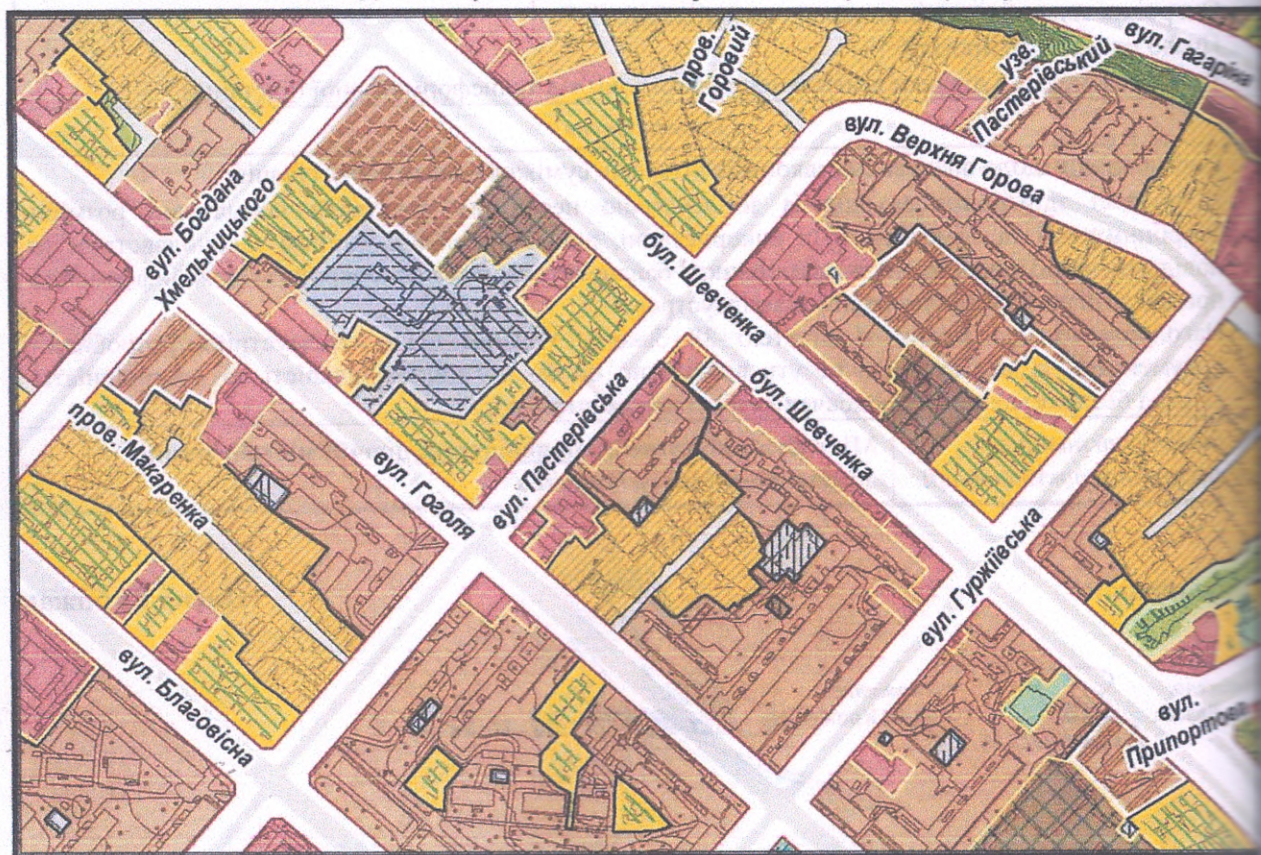 вул. Гагаріна
пров.
Горовий
узв.
Пастерівський
вул. Верхня Горова
вул. Богдана
Хмельницького
бул. Шевченка
бул. Шевченка
вул. Пастерівська
пров. Макаренка
вул. Гоголя
вул. Гуржіївська
вул. Благовісна
вул.
Припортова